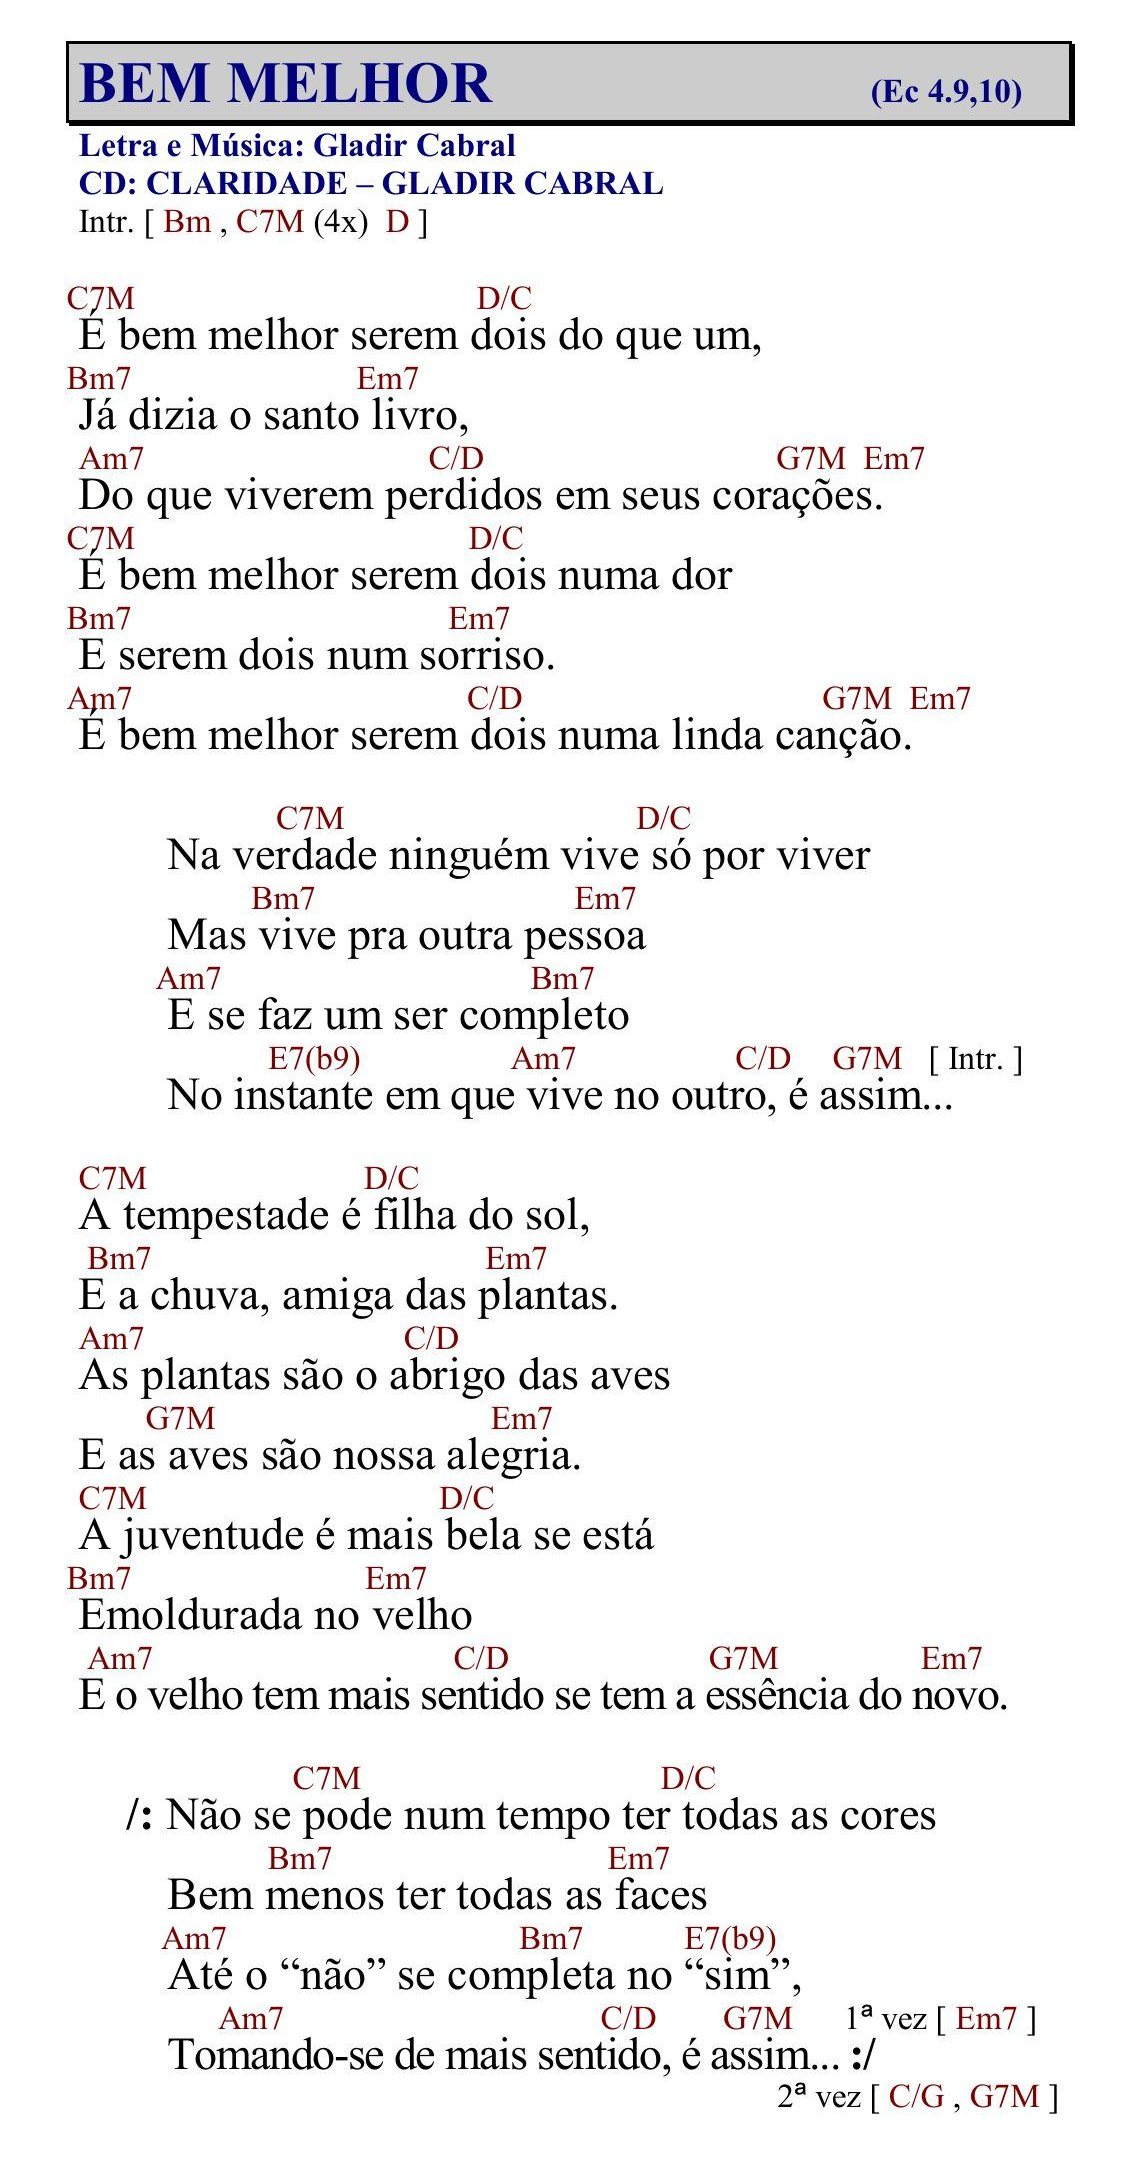 BEM MELHOR (Ec 4.9,10)
Letra e Música: Gladir Cabral
CD: CLARIDADE – GLADIR CABRAL
Intr. [ Bm , C7M (4x) D ]
C7M D/C
É bem melhor serem dois do que um,
Bm7 Em7
Já dizia o santo livro,
Am7 C/D G7M Em7
Do que viverem perdidos em seus corações.
C7M D/C
É bem melhor serem dois numa dor
Bm7 Em7
E serem dois num sorriso.
Am7 C/D G7M Em7
É bem melhor serem dois numa linda canção.
C7M D/C
Na verdade ninguém vive só por viver
Bm7 Em7
Mas vive pra outra pessoa
Am7 Bm7
E se faz um ser completo
E7(b9) Am7 C/D G7M [ Intr. ]
No instante em que vive no outro, é assim...
C7M D/C
A tempestade é filha do sol,
Bm7 Em7
E a chuva, amiga das plantas.
Am7 C/D
As plantas são o abrigo das aves
G7M Em7
E as aves são nossa alegria.
C7M D/C
A juventude é mais bela se está
Bm7 Em7
Emoldurada no velho
Am7 C/D G7M Em7
E o velho tem mais sentido se tem a essência do novo.
C7M D/C
/: Não se pode num tempo ter todas as cores
Bm7 Em7
Bem menos ter todas as faces
Am7 Bm7 E7(b9)
Até o “não” se completa no “sim”,
Am7 C/D G7M 1ª vez [ Em7 ]
Tomando-se de mais sentido, é assim... :/
2ª vez [ C/G , G7M ]